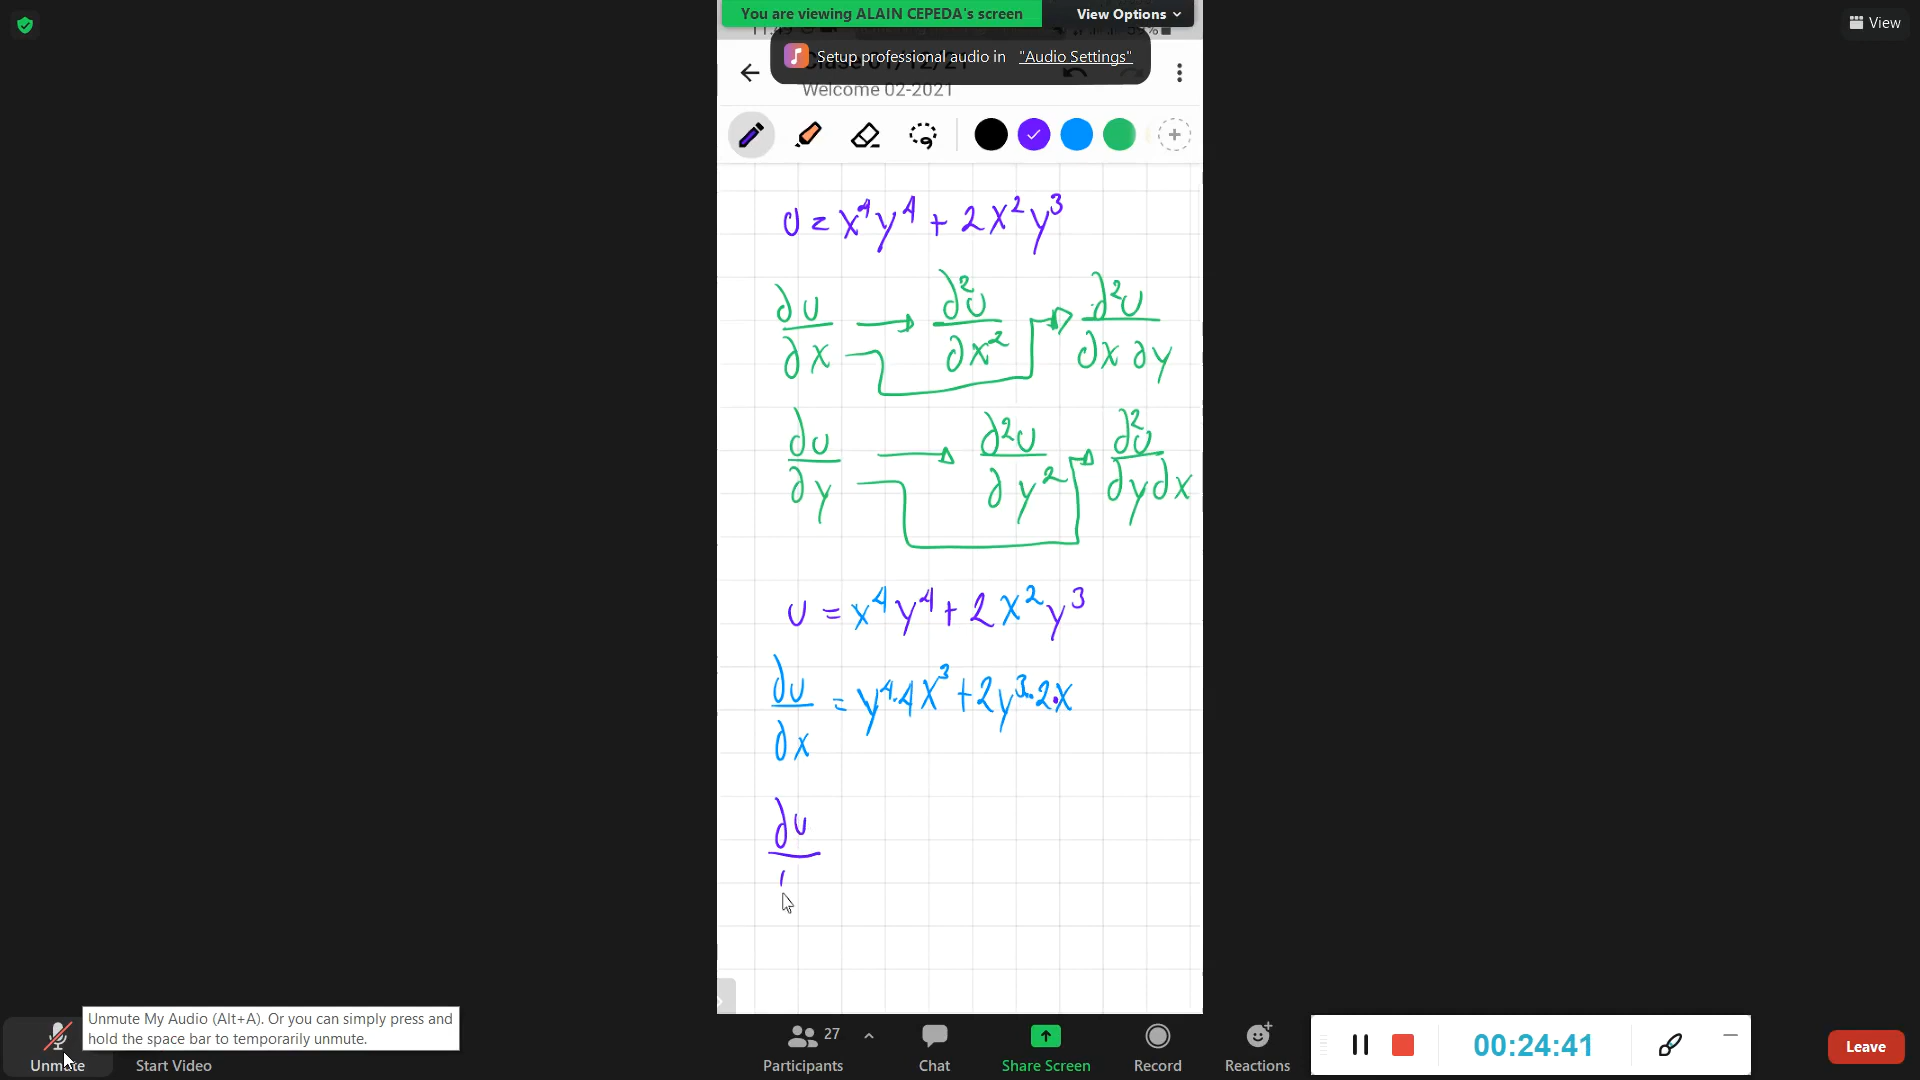 You are viewing ALAIN CEPEDA's screen
View Options
View
Setup professional audio in "Audio Settings"
Welcome 02-2021
U = x⁴y⁴ + 2x²y³
∂U/∂x → ∂²U/∂x² → ∂²U/∂x∂y
∂U/∂y → ∂²U/∂y² → ∂²U/∂y∂x
U = x⁴y⁴ + 2x²y³
∂U/∂x = y⁴·4x³ + 2y³·2·x
∂U
Unmute My Audio (Alt+A). Or you can simply press and
hold the space bar to temporarily unmute.
Unmute
Start Video
27
Participants
Chat
Share Screen
Record
Reactions
00:24:41
Leave